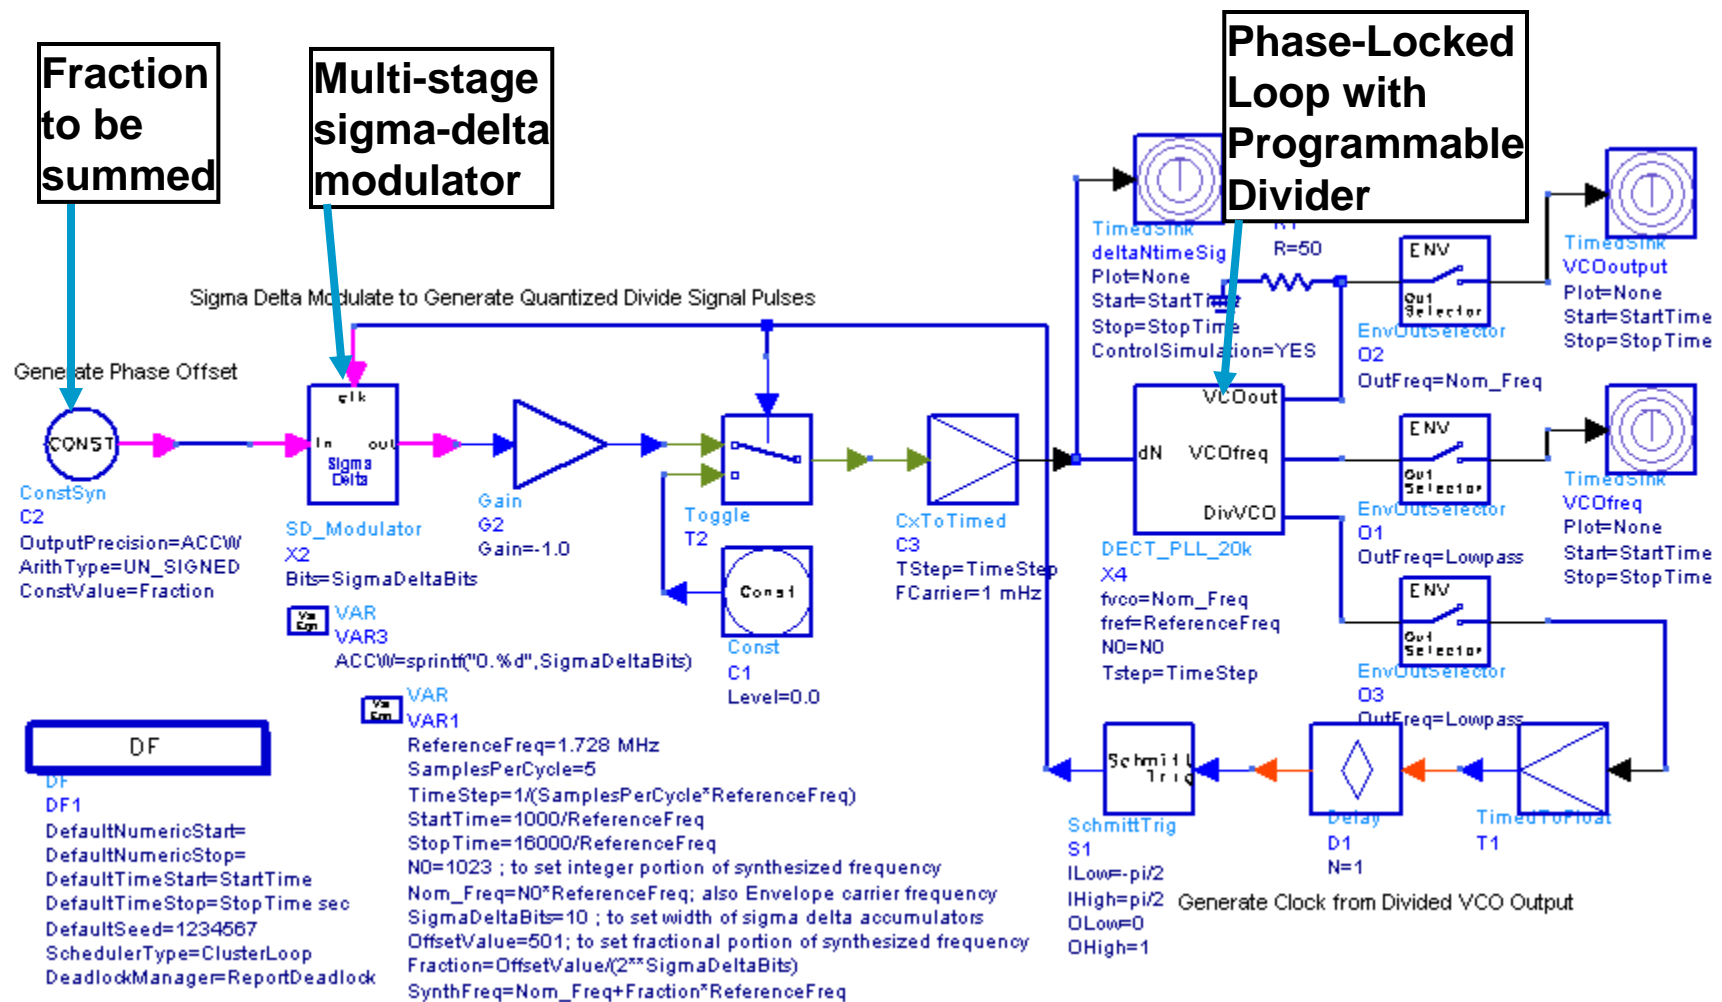 Fraction
to be
summed
Multi-stage
sigma-delta
modulator
Phase-Locked
Loop with
Programmable
Divider
Sigma Delta Modulate to Generate Quantized Divide Signal Pulses
Generate Phase Offset
CONST
ConstSyn
C2
OutputPrecision=ACCW
ArithType=UN_SIGNED
ConstValue=Fraction
clk
In out
Sigma
Delta
SD_Modulator
X2
Bits=SigmaDeltaBits
Gain
G2
Gain=-1.0
Toggle
T2
Const
Const
C1
Level=0.0
CxToTimed
C3
TStep=TimeStep
FCarrier=1 mHz
TimedSink
deltaNtimeSig
Plot=None
Start=StartTime
Stop=StopTime
ControlSimulation=YES
R=50
VCOout
dN VCOfreq
DivVCO
DECT_PLL_20k
X4
fvco=Nom_Freq
fref=ReferenceFreq
N0=N0
Tstep=TimeStep
ENV
Out
Selector
EnvOutSelector
O2
OutFreq=Nom_Freq
TimedSink
VCOoutput
Plot=None
Start=StartTime
Stop=StopTime
ENV
Out
Selector
EnvOutSelector
O1
OutFreq=Lowpass
TimedSink
VCOfreq
Plot=None
Start=StartTime
Stop=StopTime
ENV
Out
Selector
EnvOutSelector
O3
OutFreq=Lowpass
Var
Eqn
VAR
VAR3
ACCW=sprintf("0.%d",SigmaDeltaBits)
Var
Eqn
VAR
VAR1
ReferenceFreq=1.728 MHz
SamplesPerCycle=5
TimeStep=1/(SamplesPerCycle*ReferenceFreq)
StartTime=1000/ReferenceFreq
StopTime=16000/ReferenceFreq
N0=1023 ; to set integer portion of synthesized frequency
Nom_Freq=N0*ReferenceFreq; also Envelope carrier frequency
SigmaDeltaBits=10 ; to set width of sigma delta accumulators
OffsetValue=501; to set fractional portion of synthesized frequency
Fraction=OffsetValue/(2**SigmaDeltaBits)
SynthFreq=Nom_Freq+Fraction*ReferenceFreq
DF
DF
DF1
DefaultNumericStart=
DefaultNumericStop=
DefaultTimeStart=StartTime
DefaultTimeStop=StopTime sec
DefaultSeed=1234567
SchedulerType=ClusterLoop
DeadlockManager=ReportDeadlock
Schmitt
Trig
SchmittTrig
S1
ILow=-pi/2
IHigh=pi/2
OLow=0
OHigh=1
Delay
D1
N=1
TimedToFloat
T1
Generate Clock from Divided VCO Output